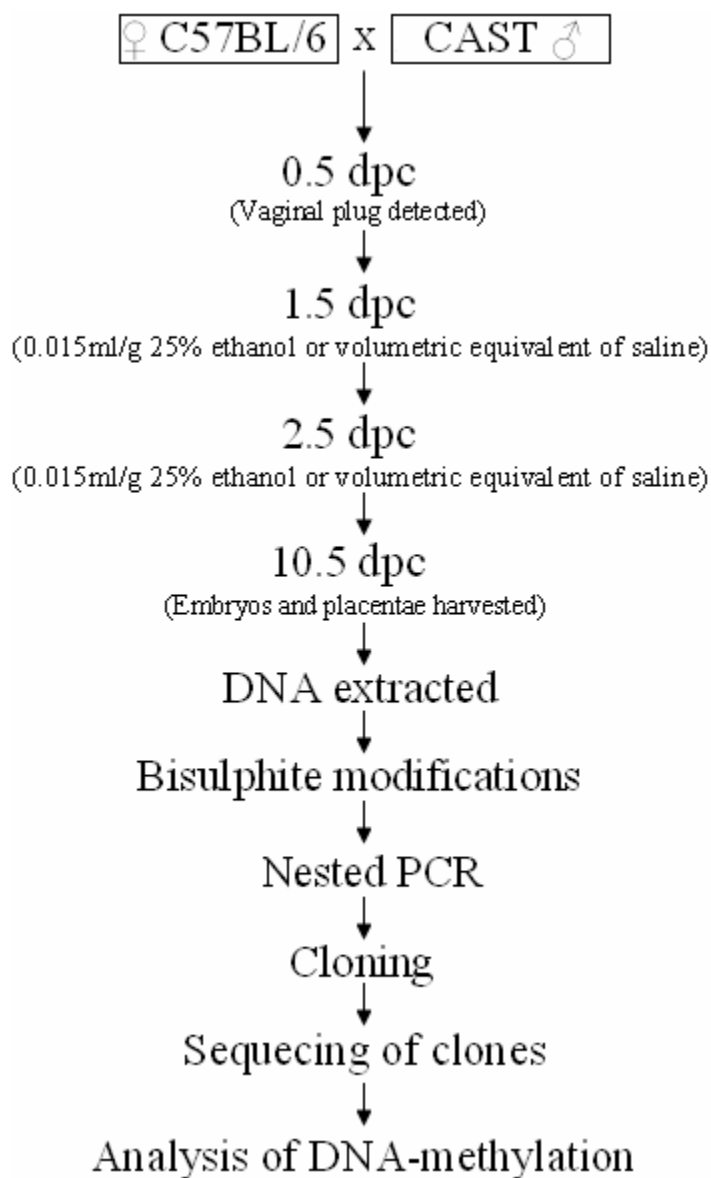 ♀ C57BL/6 x CAST ♂
0.5 dpc
(Vaginal plug detected)
1.5 dpc
(0.015ml/g 25% ethanol or volumetric equivalent of saline)
2.5 dpc
(0.015ml/g 25% ethanol or volumetric equivalent of saline)
10.5 dpc
(Embryos and placentae harvested)
DNA extracted
Bisulphite modifications
Nested PCR
Cloning
Sequecing of clones
Analysis of DNA-methylation